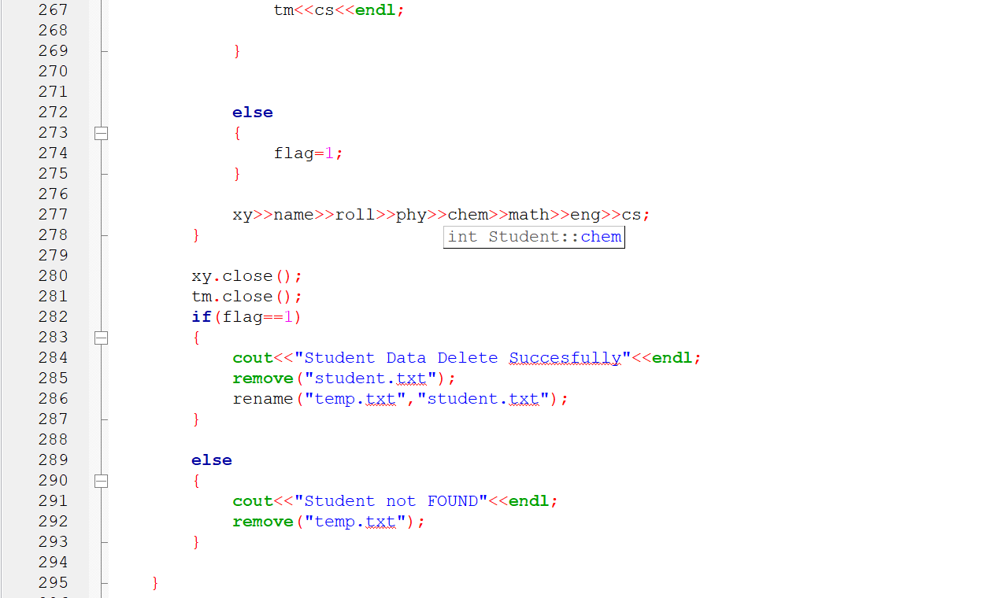 267 tm<<cs<<endl;
268
269 }
270
271
272 else
273 {
274 flag=1;
275 }
276
277 xy>>name>>roll>>phy>>chem>>math>>eng>>cs;
278 }
int Student::chem
279
280 xy.close();
281 tm.close();
282 if(flag==1)
283 {
284 cout<<"Student Data Delete Succesfully"<<endl;
285 remove("student.txt");
286 rename("temp.txt","student.txt");
287 }
288
289 else
290 {
291 cout<<"Student not FOUND"<<endl;
292 remove("temp.txt");
293 }
294
295 }